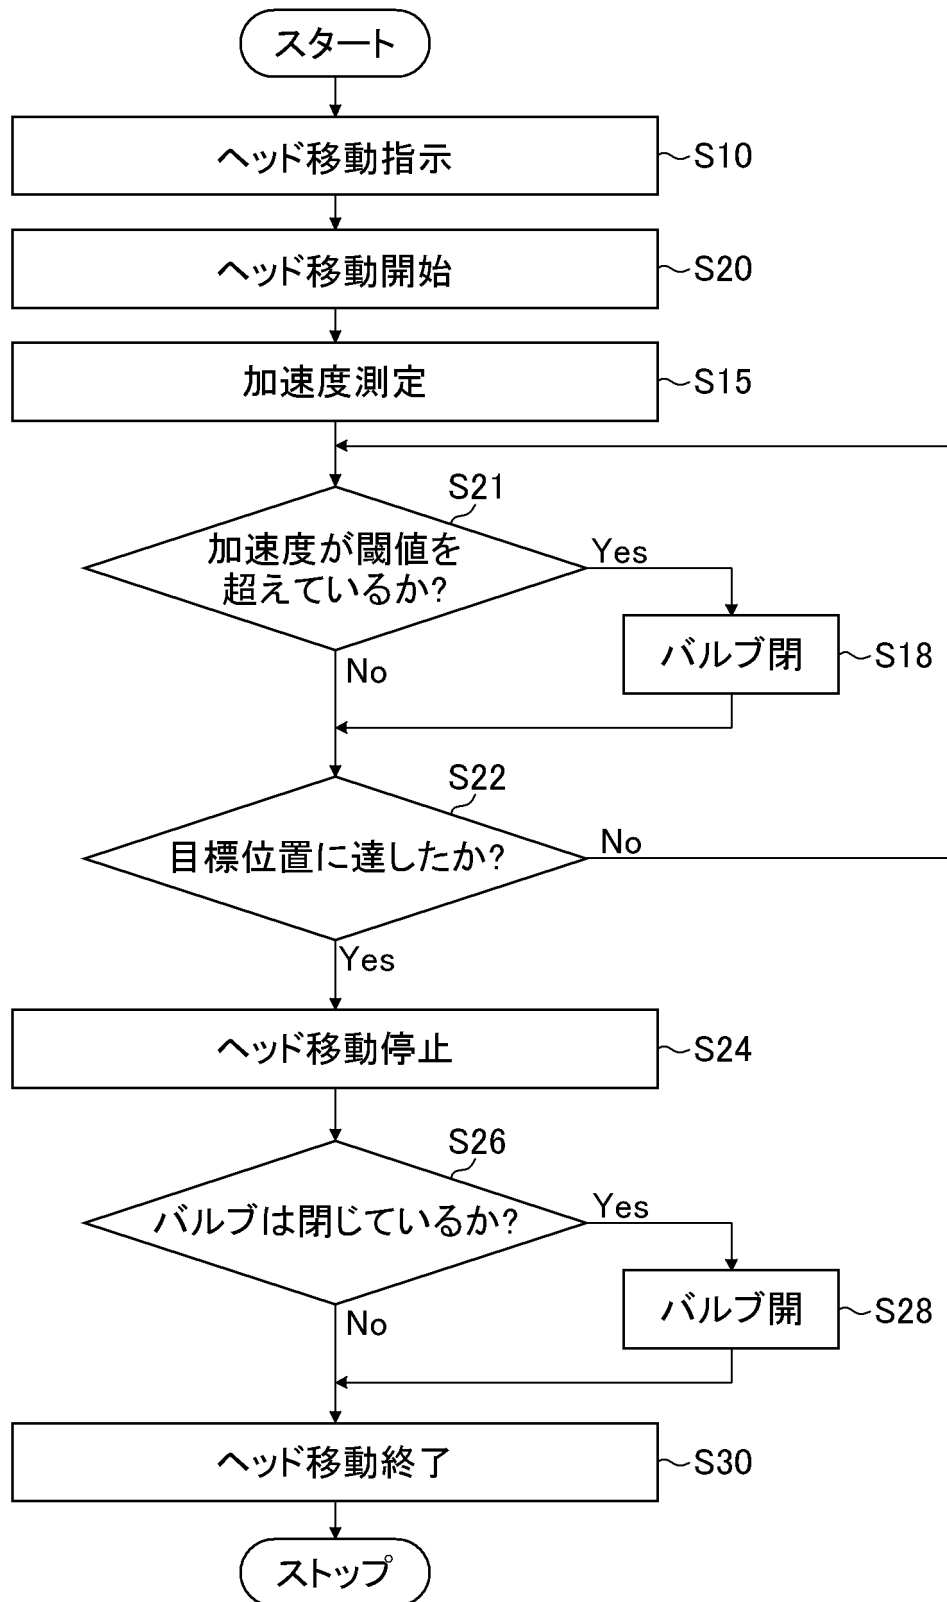 スタート
ヘッド移動指示
S10
ヘッド移動開始
S20
加速度測定
S15
S21
加速度が閾値を
超えているか?
Yes
No
バルブ閉
S18
S22
目標位置に達したか?
No
Yes
ヘッド移動停止
S24
S26
バルブは閉じているか?
Yes
No
バルブ開
S28
ヘッド移動終了
S30
ストップ